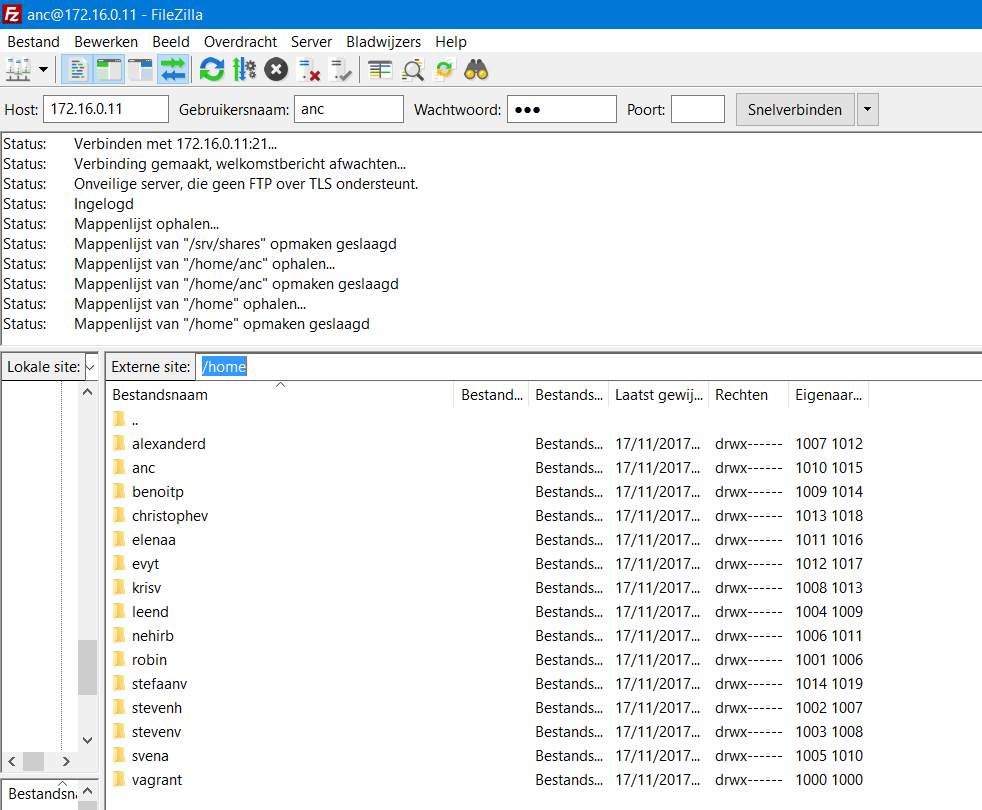 anc@172.16.0.11 - FileZilla
Bestand Bewerken Beeld Overdracht Server Bladwijzers Help
Host: 172.16.0.11 Gebruikersnaam: anc Wachtwoord: ●●● Poort: Snelverbinden
Status: Verbinden met 172.16.0.11:21...
Status: Verbinding gemaakt, welkomstbericht afwachten...
Status: Onveilige server, die geen FTP over TLS ondersteunt.
Status: Ingelogd
Status: Mappenlijst ophalen...
Status: Mappenlijst van "/srv/shares" opmaken geslaagd
Status: Mappenlijst van "/home/anc" ophalen...
Status: Mappenlijst van "/home/anc" opmaken geslaagd
Status: Mappenlijst van "/home" ophalen...
Status: Mappenlijst van "/home" opmaken geslaagd
Lokale site: Externe site: /home
Bestandsnaam Bestand... Bestands... Laatst gewij... Rechten Eigenaar...
..
alexanderd Bestands... 17/11/2017... drwx------ 1007 1012
anc Bestands... 17/11/2017... drwx------ 1010 1015
benoitp Bestands... 17/11/2017... drwx------ 1009 1014
christophev Bestands... 17/11/2017... drwx------ 1013 1018
elenaa Bestands... 17/11/2017... drwx------ 1011 1016
evyt Bestands... 17/11/2017... drwx------ 1012 1017
krisv Bestands... 17/11/2017... drwx------ 1008 1013
leend Bestands... 17/11/2017... drwx------ 1004 1009
nehirb Bestands... 17/11/2017... drwx------ 1006 1011
robin Bestands... 17/11/2017... drwx------ 1001 1006
stefaanv Bestands... 17/11/2017... drwx------ 1014 1019
stevenh Bestands... 17/11/2017... drwx------ 1002 1007
stevenv Bestands... 17/11/2017... drwx------ 1003 1008
svena Bestands... 17/11/2017... drwx------ 1005 1010
vagrant Bestands... 17/11/2017... drwx------ 1000 1000